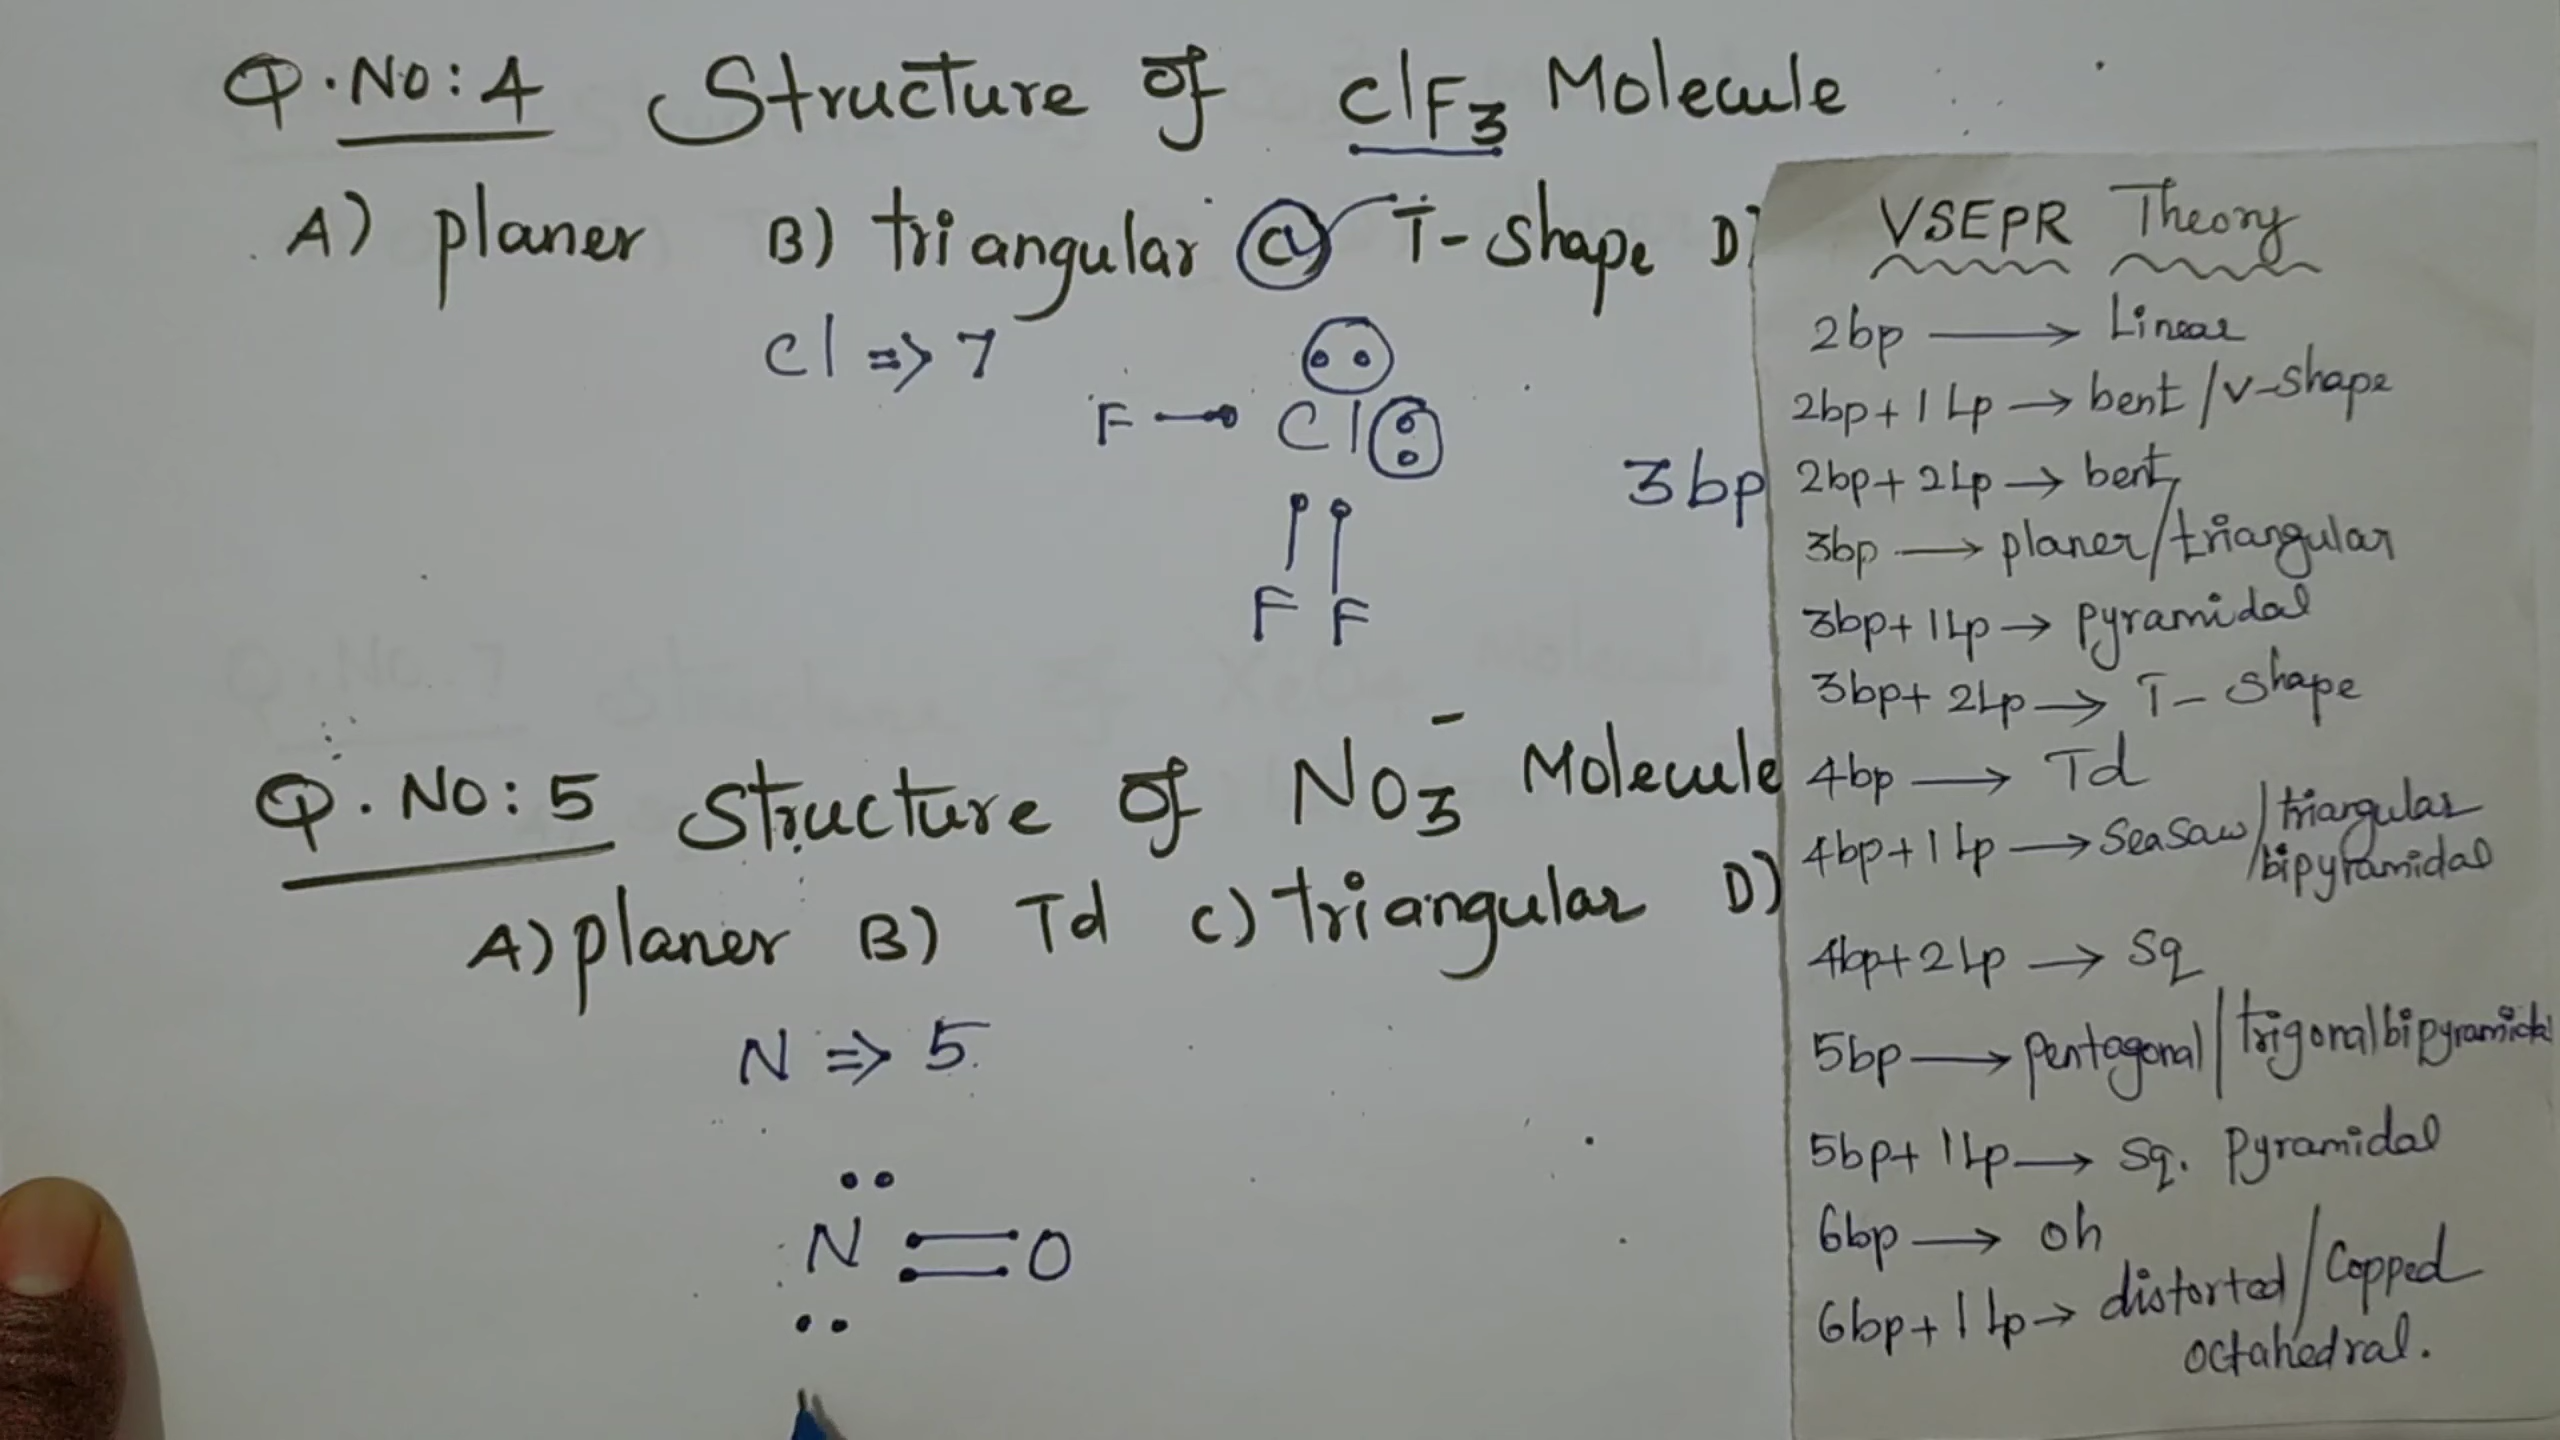 Q.No:4 Structure of ClF3 Molecule
A) planer B) triangular C) T-shape D)
Cl => 7
F Cl
F F
3bp
Q.No:5 Structure of NO3- Molecule
A) planer B) Td C) triangular D)
N => 5
N = O
VSEPR Theory
2bp → Linear
2bp+1Lp → bent/v-shape
2bp+2Lp → bent
3bp → planer/triangular
3bp+1Lp → pyramidal
3bp+2Lp → T-shape
4bp → Td
4bp+1Lp → Seasaw/triangular
bipyramidal
4bp+2Lp → Sq
5bp → pentagonal/trigonalbipyramidal
5bp+1Lp → Sq. Pyramidal
6bp → oh
6bp+1Lp → distorted/Copped
octahedral.